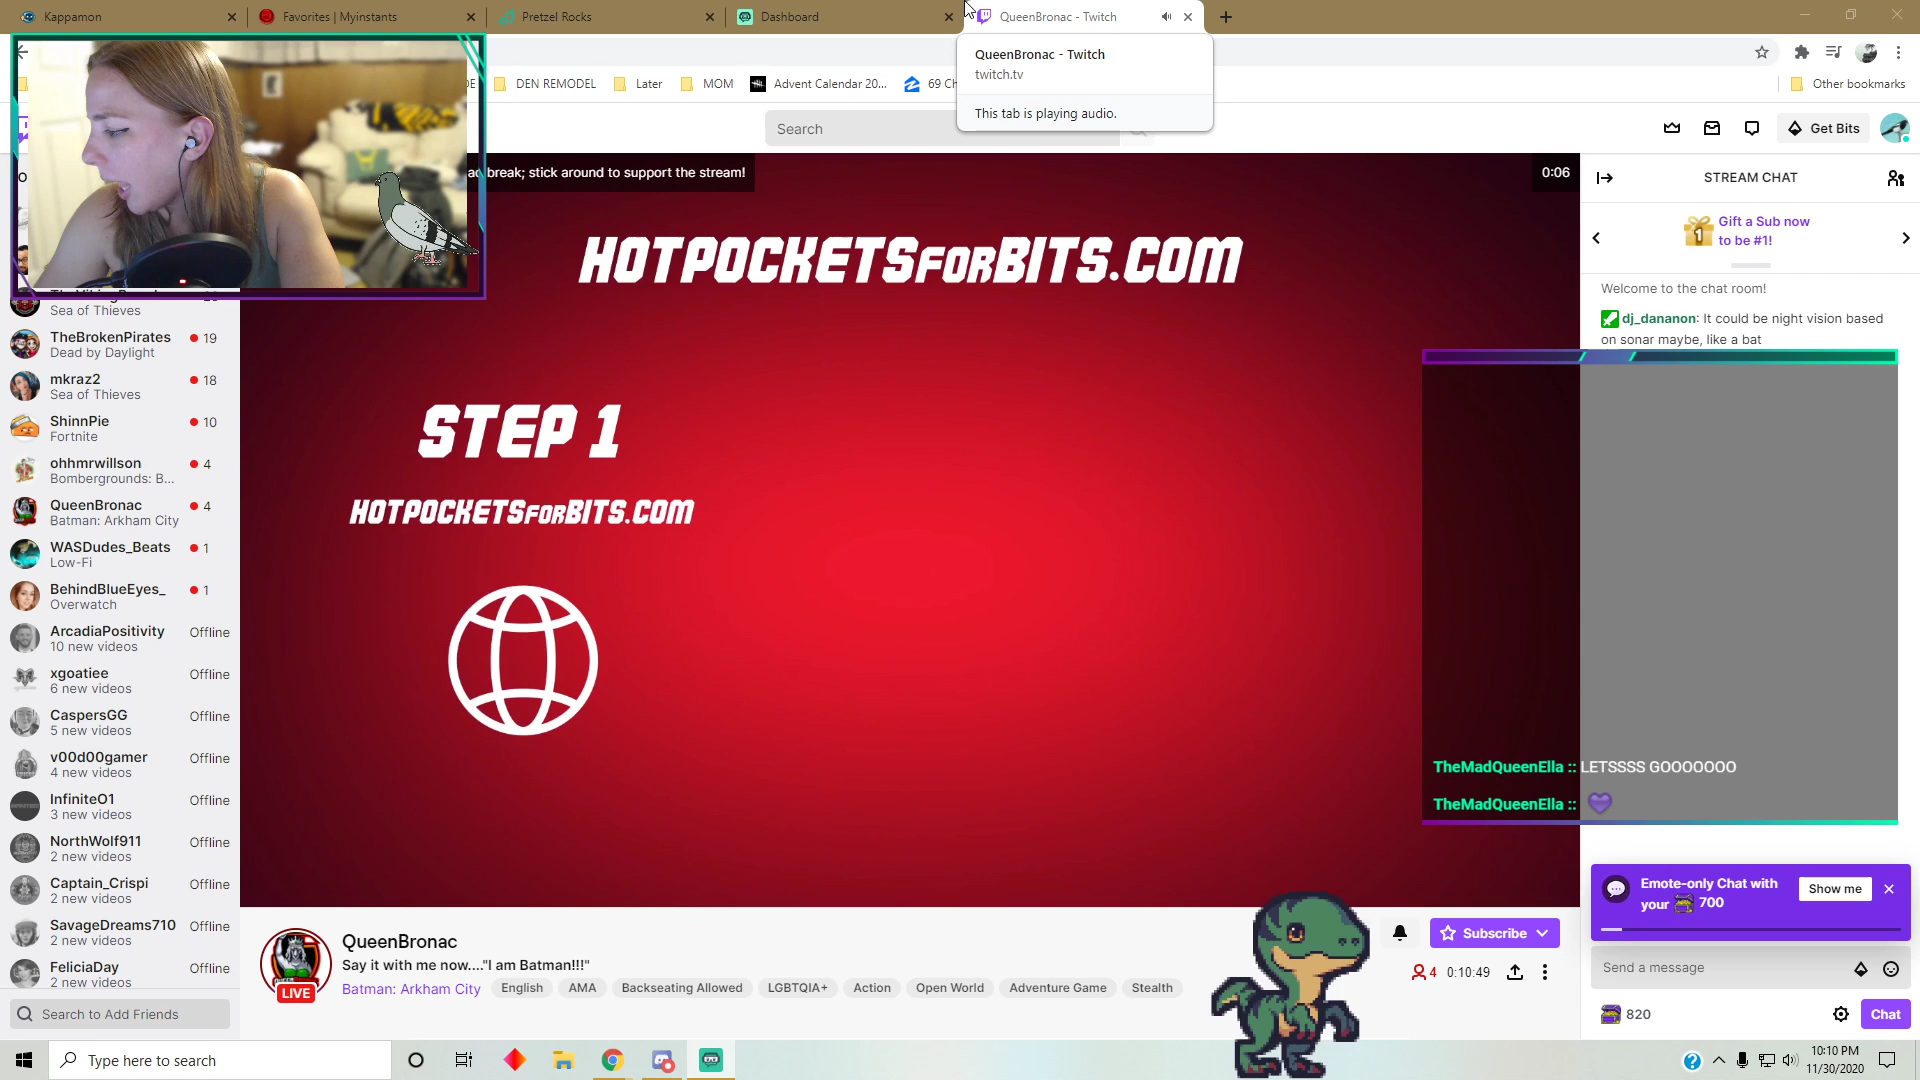 Kappamon
Favorites | Myinstants
Pretzel Rocks
Dashboard
QueenBronac - Twitch
QueenBronac - Twitch
twitch.tv
This tab is playing audio.
DEN REMODEL
Later
MOM
Advent Calendar 20...
69 Ch
Other bookmarks
Search
Get Bits
ad break; stick around to support the stream!
0:06
STREAM CHAT
Gift a Sub now
to be #1!
1
HOTPOCKETSFORBITS.COM
Welcome to the chat room!
dj_dananon: It could be night vision based
on sonar maybe, like a bat
Sea of Thieves
TheBrokenPirates 19
Dead by Daylight
mkraz2 18
Sea of Thieves
ShinnPie 10
Fortnite
ohhmrwillson 4
Bombergrounds: B...
QueenBronac 4
Batman: Arkham City
WASDudes_Beats 1
Low-Fi
BehindBlueEyes_ 1
Overwatch
ArcadiaPositivity Offline
10 new videos
xgoatiee Offline
6 new videos
CaspersGG Offline
5 new videos
v00d00gamer Offline
4 new videos
InfiniteO1 Offline
3 new videos
NorthWolf911 Offline
2 new videos
Captain_Crispi Offline
2 new videos
SavageDreams710 Offline
2 new videos
FeliciaDay Offline
2 new videos
Search to Add Friends
STEP 1
HOTPOCKETSFORBITS.COM
TheMadQueenElla :: LETSSSS GOOOOOOO
TheMadQueenElla ::
Emote-only Chat with
your 700
Show me
QueenBronac
Say it with me now...."I am Batman!!!"
Batman: Arkham City
English
AMA
Backseating Allowed
LGBTQIA+
Action
Open World
Adventure Game
Stealth
LIVE
Subscribe
4
0:10:49
Send a message
820
Chat
Type here to search
10:10 PM
11/30/2020